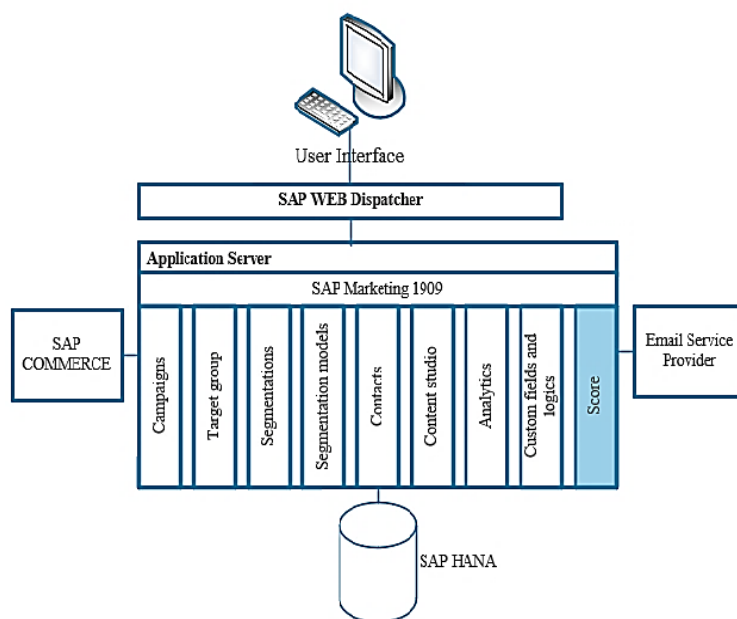 User Interface
SAP WEB Dispatcher
Application Server
SAP Marketing 1909
SAP
COMMERCE
Campaigns
Target group
Segmentations
Segmentation models
Contacts
Content studio
Analytics
Custom fields and
logics
Score
Email Service
Provider
SAP HANA